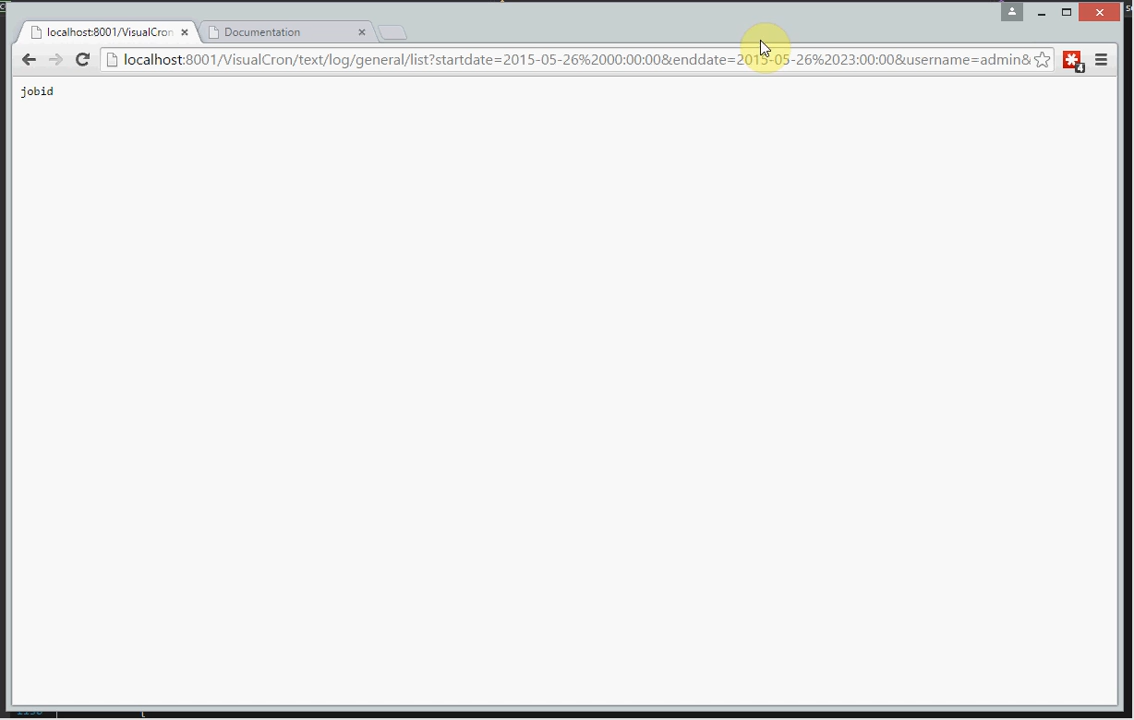 localhost:8001/VisualCron
Documentation
localhost:8001/VisualCron/text/log/general/list?startdate=2015-05-26%2000:00:00&enddate=2015-05-26%2023:00:00&username=admin&
4
jobid